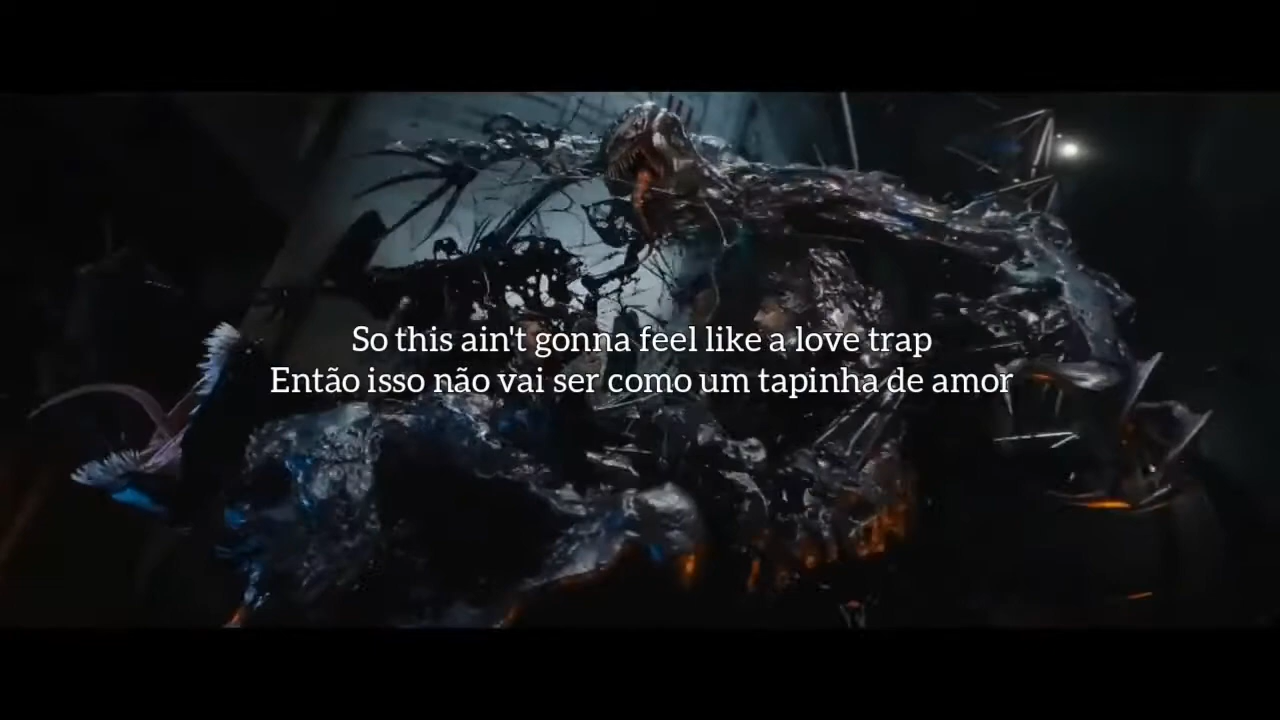 So this ain't gonna feel like a love trap
Então isso não vai ser como um tapinha de amor